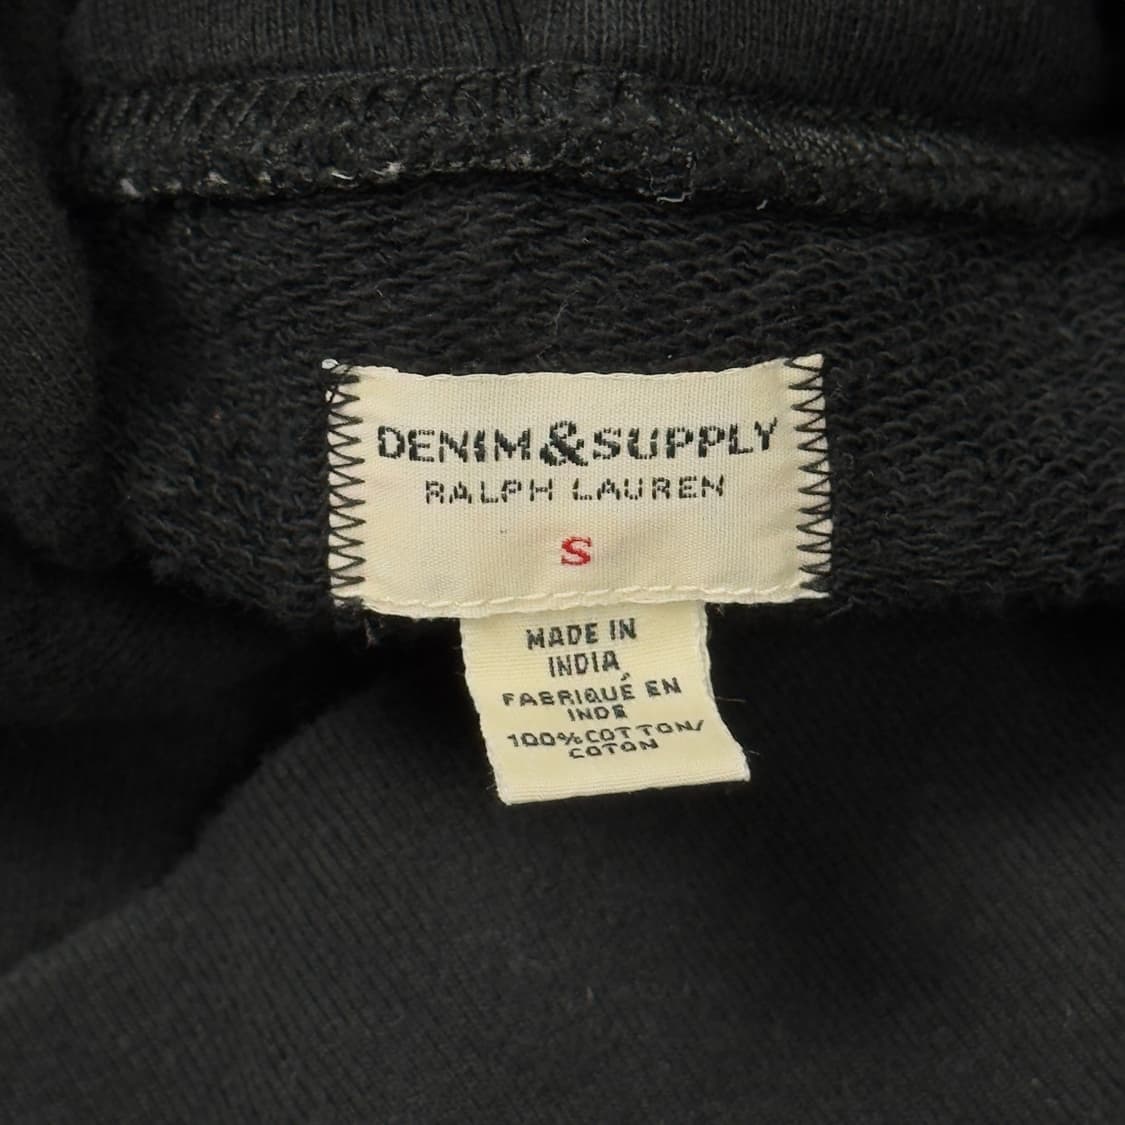 DENIM&SUPPLY
RALPH LAUREN
S
MADE IN
INDIA
FABRIQUÉ EN
INDE
100%COTTON/
COTON